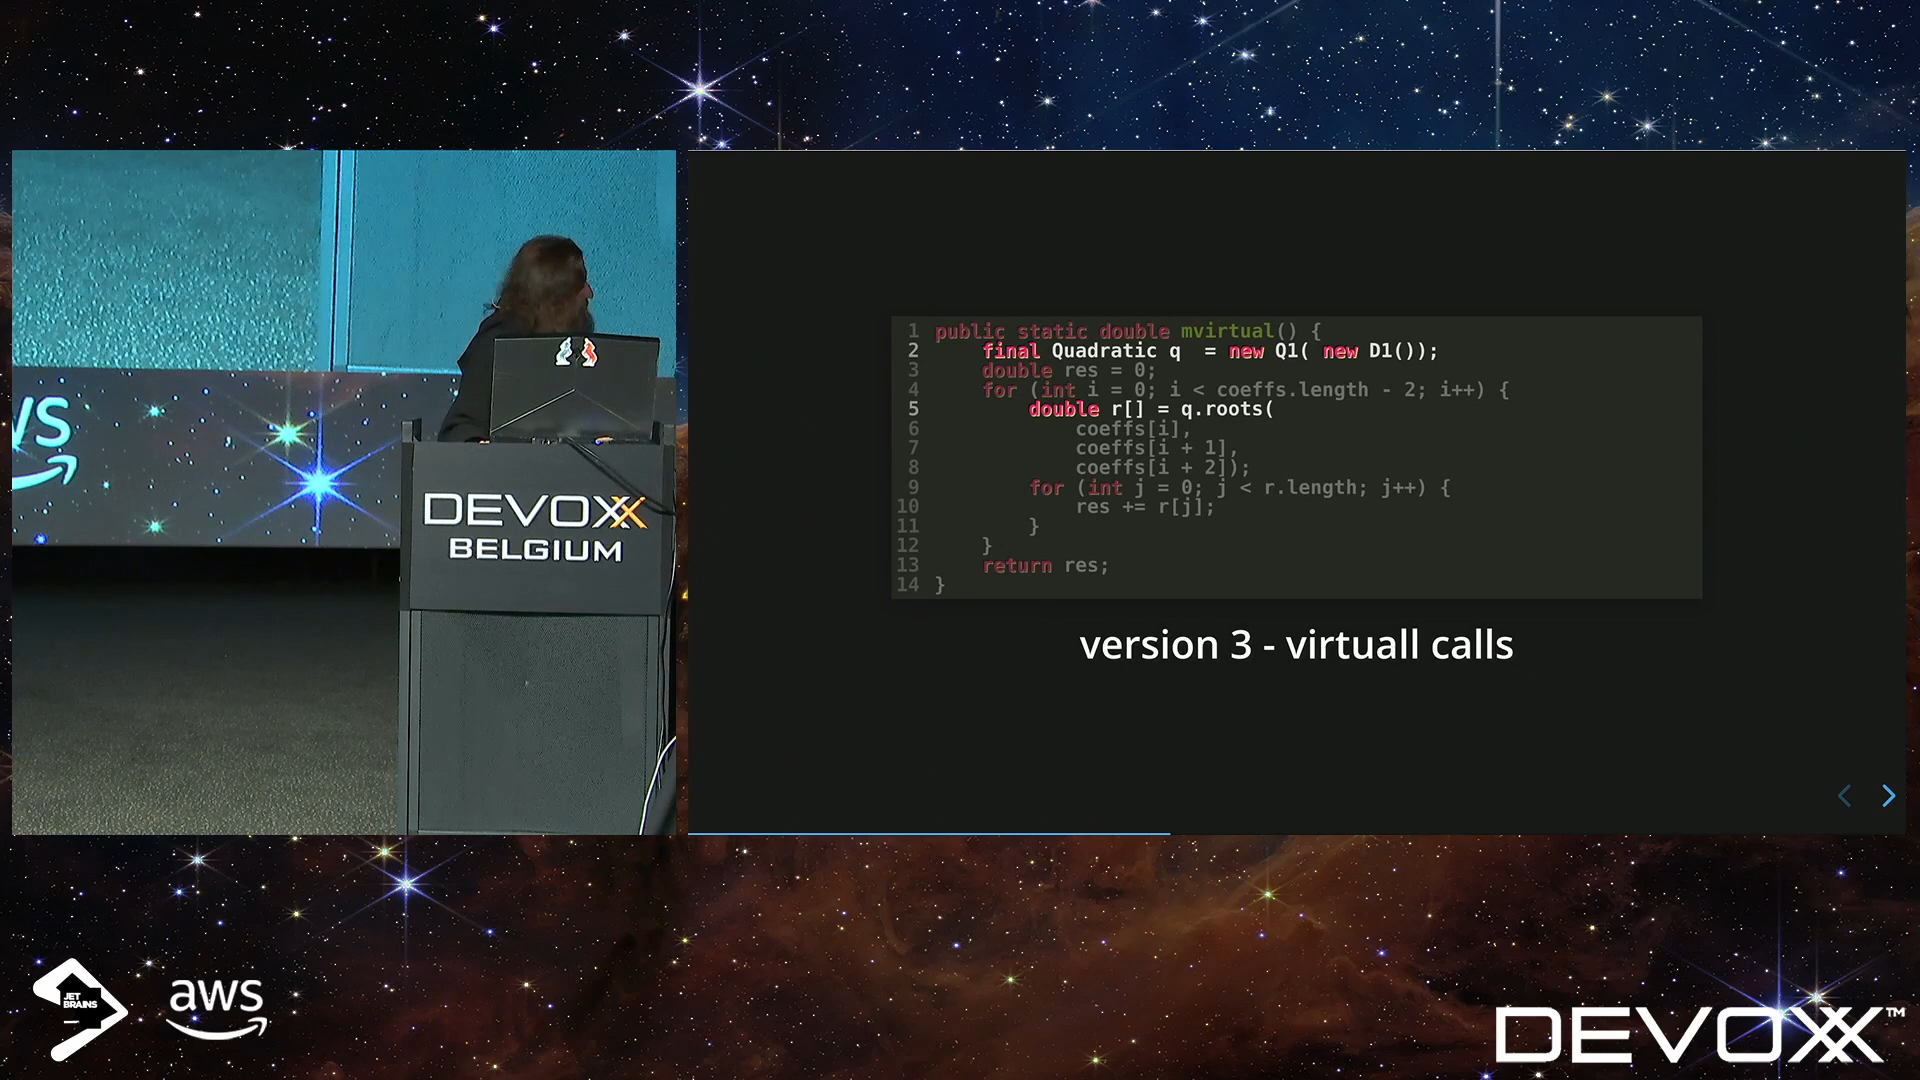 WS
DEVOXX
BELGIUM
1 public static double mvirtual() {
2     final Quadratic q  = new Q1( new D1());
3     double res = 0;
4     for (int i = 0; i < coeffs.length - 2; i++) {
5         double r[] = q.roots(
6             coeffs[i],
7             coeffs[i + 1],
8             coeffs[i + 2]);
9         for (int j = 0; j < r.length; j++) {
10             res += r[j];
11         }
12     }
13     return res;
14 }
version 3 - virtuall calls
JET
BRAINS
aws
DEVOXX™